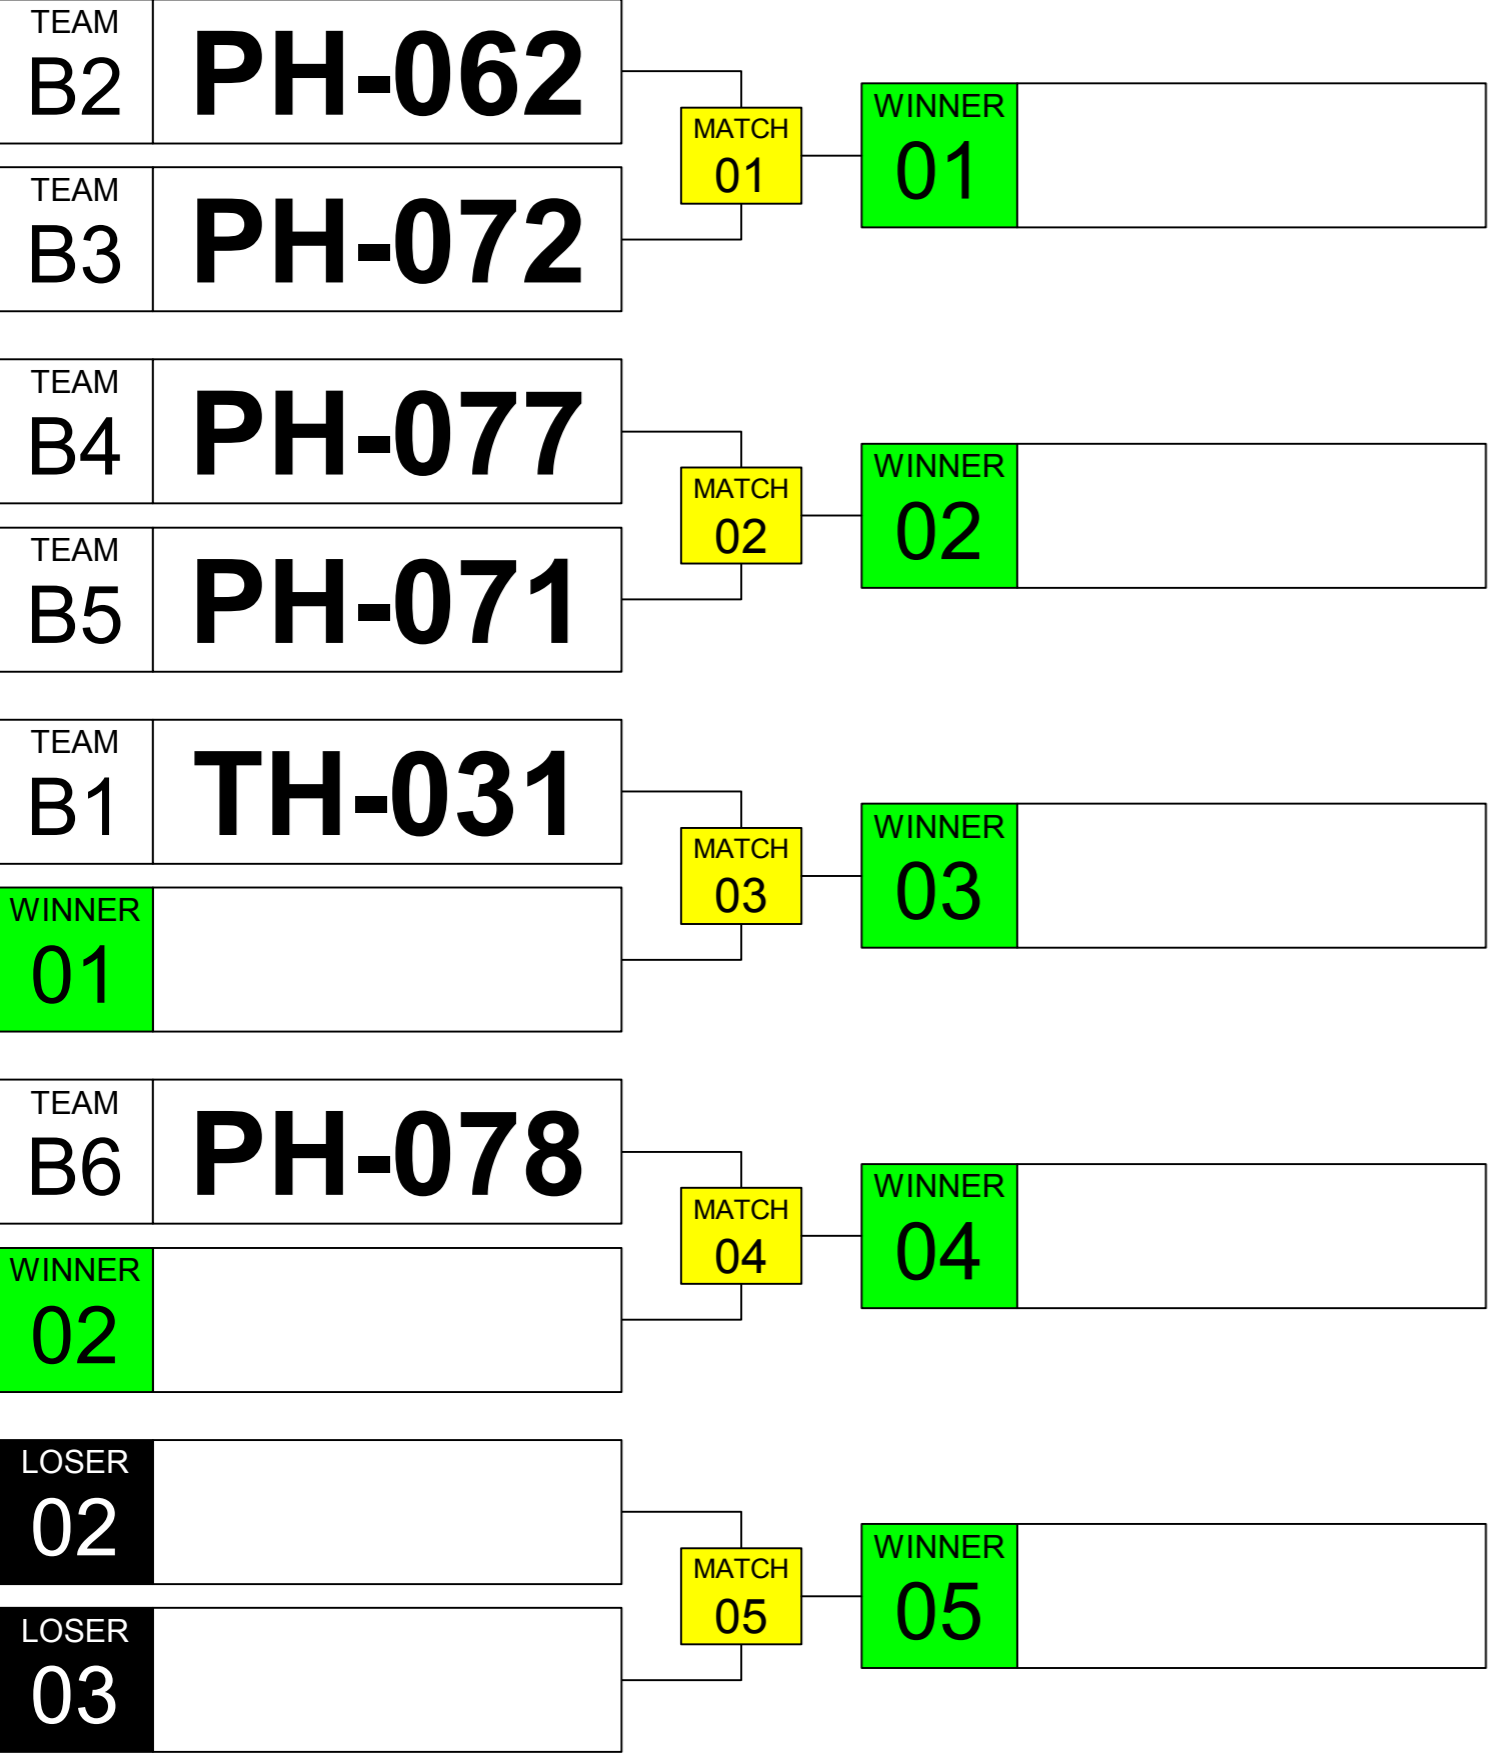 TEAM
B2
PH-062
MATCH
01
WINNER
01
TEAM
B3
PH-072
TEAM
B4
PH-077
MATCH
02
WINNER
02
TEAM
B5
PH-071
TEAM
B1
TH-031
MATCH
03
WINNER
03
WINNER
01
TEAM
B6
PH-078
MATCH
04
WINNER
04
WINNER
02
LOSER
02
MATCH
05
WINNER
05
LOSER
03